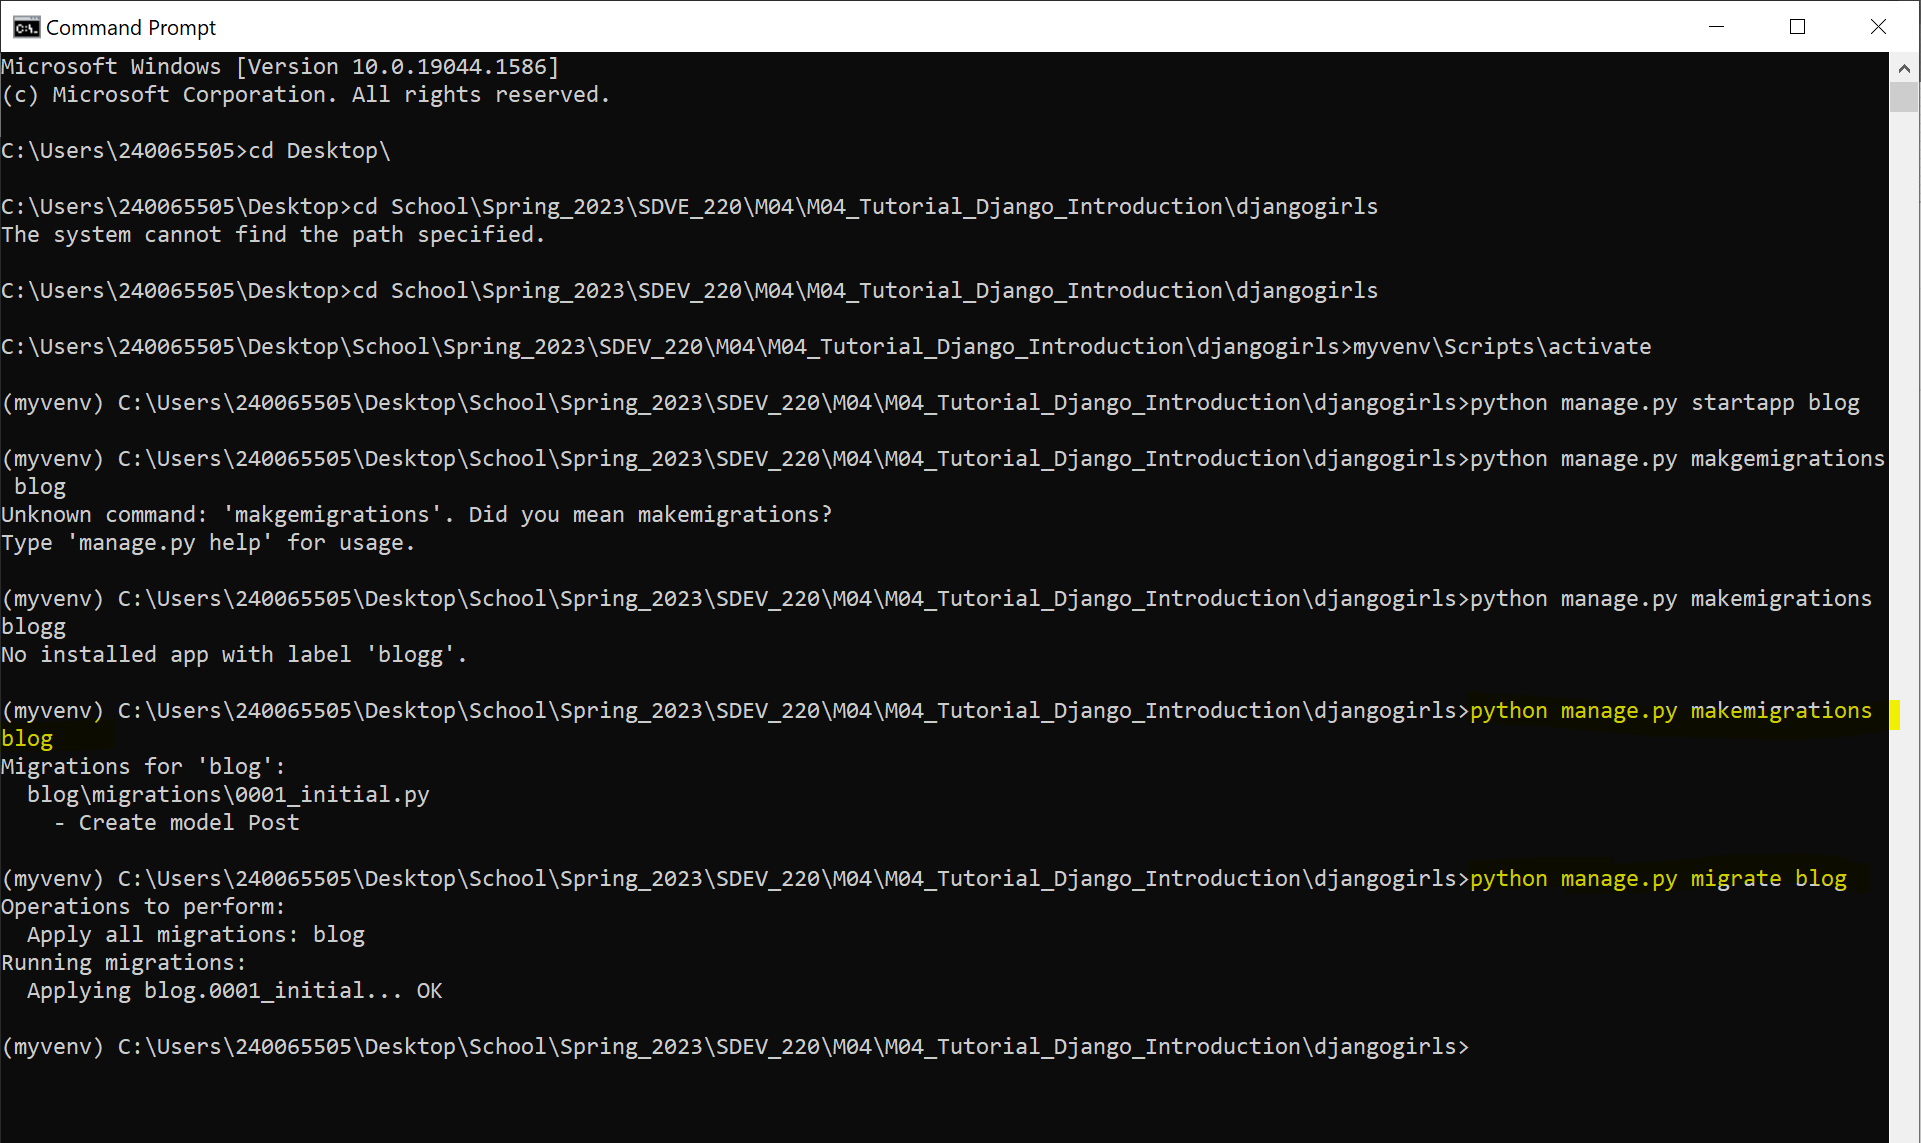 Command Prompt
Microsoft Windows [Version 10.0.19044.1586]
(c) Microsoft Corporation. All rights reserved.
C:\Users\240065505>cd Desktop\
C:\Users\240065505\Desktop>cd School\Spring_2023\SDVE_220\M04\M04_Tutorial_Django_Introduction\djangogirls
The system cannot find the path specified.
C:\Users\240065505\Desktop>cd School\Spring_2023\SDEV_220\M04\M04_Tutorial_Django_Introduction\djangogirls
C:\Users\240065505\Desktop\School\Spring_2023\SDEV_220\M04\M04_Tutorial_Django_Introduction\djangogirls>myvenv\Scripts\activate
(myvenv) C:\Users\240065505\Desktop\School\Spring_2023\SDEV_220\M04\M04_Tutorial_Django_Introduction\djangogirls>python manage.py startapp blog
(myvenv) C:\Users\240065505\Desktop\School\Spring_2023\SDEV_220\M04\M04_Tutorial_Django_Introduction\djangogirls>python manage.py makgemigrations
 blog
Unknown command: 'makgemigrations'. Did you mean makemigrations?
Type 'manage.py help' for usage.
(myvenv) C:\Users\240065505\Desktop\School\Spring_2023\SDEV_220\M04\M04_Tutorial_Django_Introduction\djangogirls>python manage.py makemigrations
blogg
No installed app with label 'blogg'.
(myvenv) C:\Users\240065505\Desktop\School\Spring_2023\SDEV_220\M04\M04_Tutorial_Django_Introduction\djangogirls>python manage.py makemigrations
blog
Migrations for 'blog':
  blog\migrations\0001_initial.py
    - Create model Post
(myvenv) C:\Users\240065505\Desktop\School\Spring_2023\SDEV_220\M04\M04_Tutorial_Django_Introduction\djangogirls>python manage.py migrate blog
Operations to perform:
  Apply all migrations: blog
Running migrations:
  Applying blog.0001_initial... OK
(myvenv) C:\Users\240065505\Desktop\School\Spring_2023\SDEV_220\M04\M04_Tutorial_Django_Introduction\djangogirls>